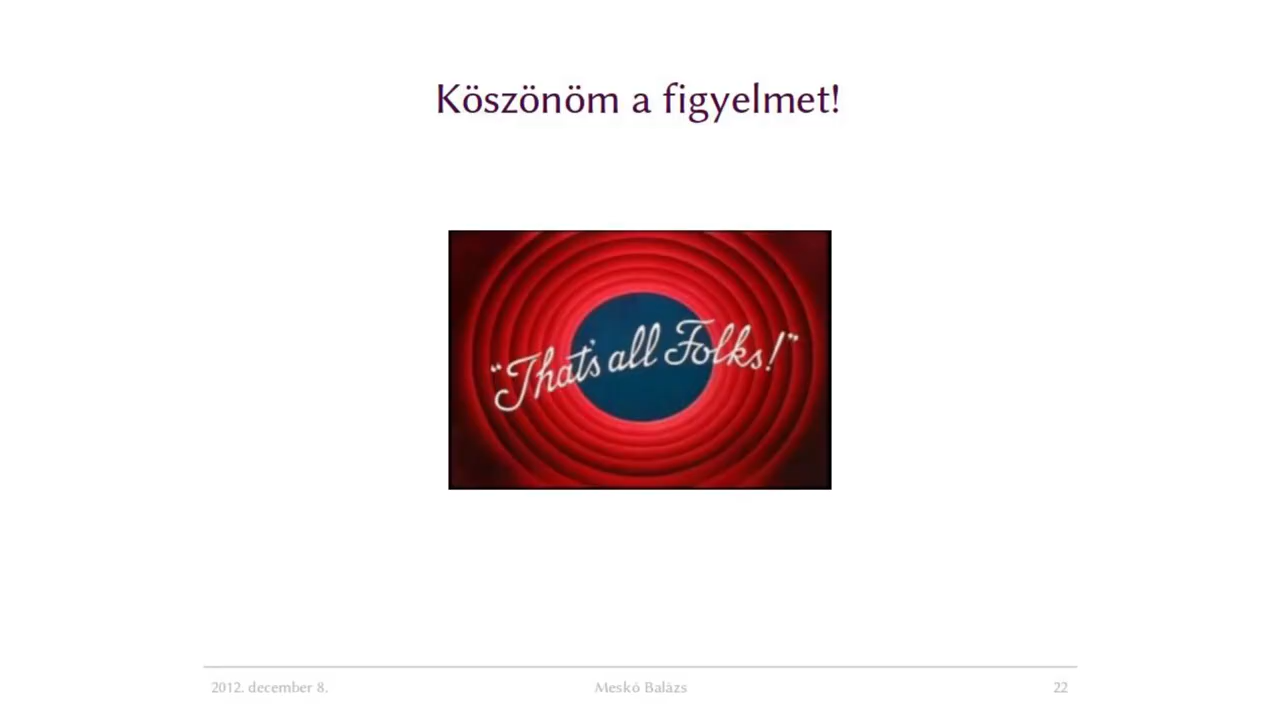 Köszönöm a figyelmet!
“That's all Folks!”
2012. december 8. Meskó Balázs 22